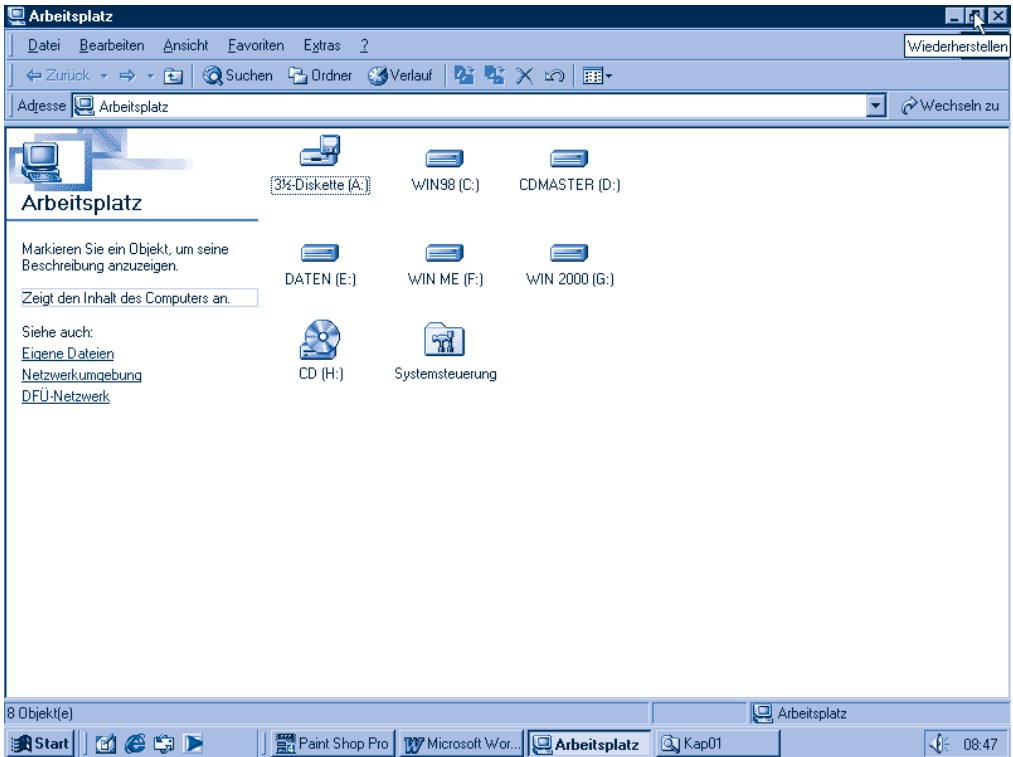 Arbeitsplatz
Datei Bearbeiten Ansicht Favoriten Extras ?
Wiederherstellen
Zurück Suchen Ordner Verlauf
Adresse Arbeitsplatz Wechseln zu
3½-Diskette (A:) WIN98 (C:) CDMASTER (D:)
Arbeitsplatz
Markieren Sie ein Objekt, um seine
Beschreibung anzuzeigen.
DATEN (E:) WIN ME (F:) WIN 2000 (G:)
Zeigt den Inhalt des Computers an.
Siehe auch:
Eigene Dateien
Netzwerkumgebung
DFÜ-Netzwerk
CD (H:) Systemsteuerung
8 Objekt(e) Arbeitsplatz
Start Paint Shop Pro Microsoft Wor... Arbeitsplatz Kap01 08:47